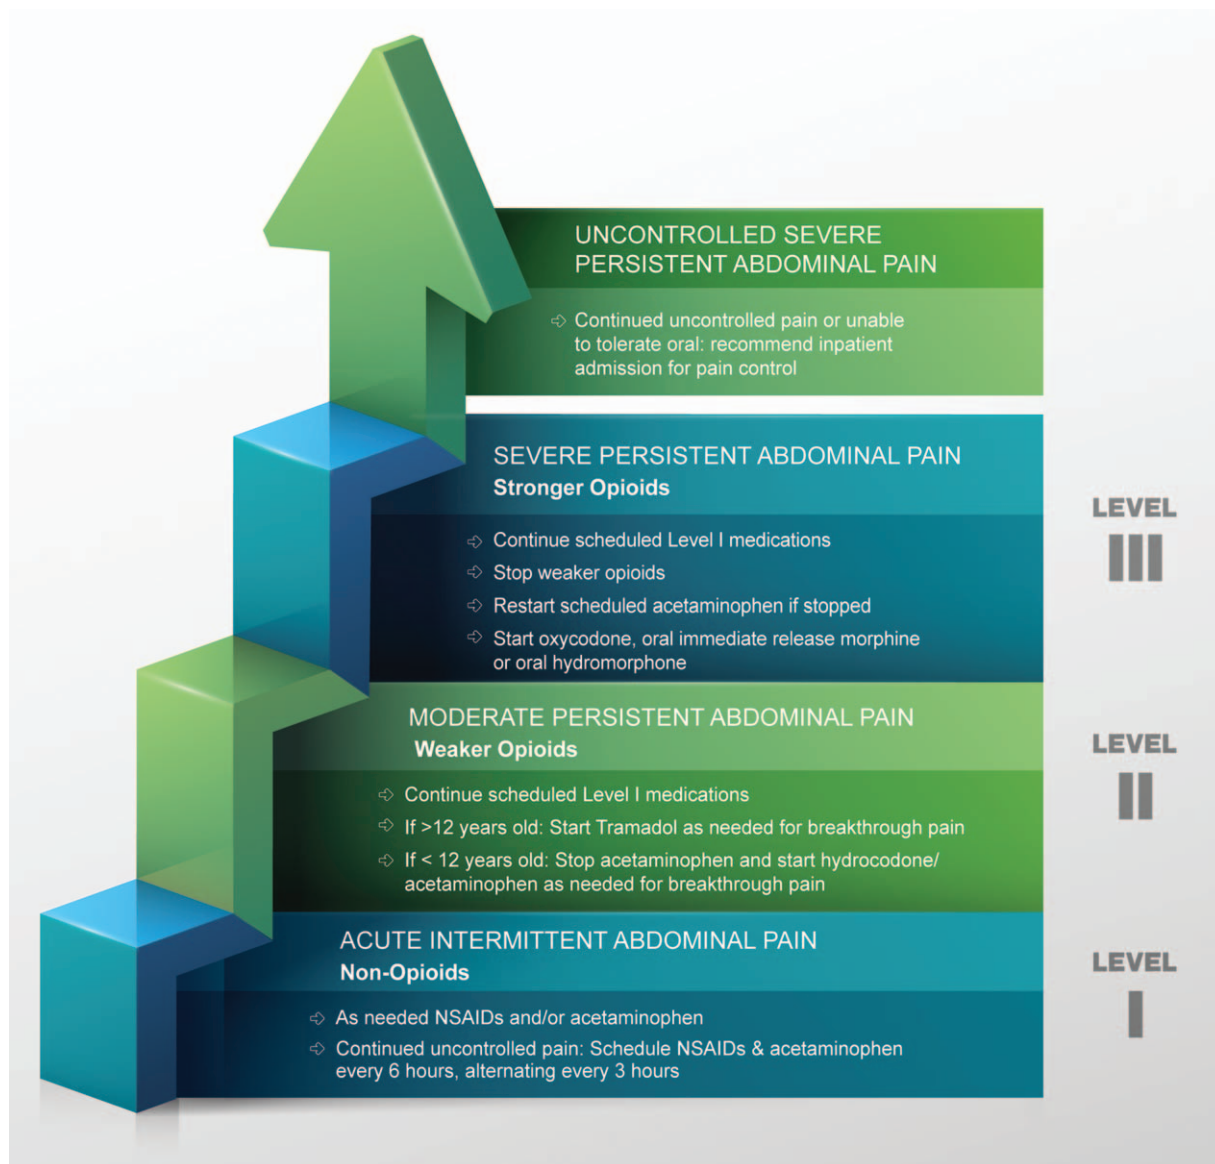 UNCONTROLLED SEVERE
PERSISTENT ABDOMINAL PAIN
Continued uncontrolled pain or unable
to tolerate oral: recommend inpatient
admission for pain control
SEVERE PERSISTENT ABDOMINAL PAIN
Stronger Opioids
Continue scheduled Level I medications
Stop weaker opioids
Restart scheduled acetaminophen if stopped
Start oxycodone, oral immediate release morphine
or oral hydromorphone
LEVEL
III
MODERATE PERSISTENT ABDOMINAL PAIN
Weaker Opioids
Continue scheduled Level I medications
If >12 years old: Start Tramadol as needed for breakthrough pain
If < 12 years old: Stop acetaminophen and start hydrocodone/
acetaminophen as needed for breakthrough pain
LEVEL
II
ACUTE INTERMITTENT ABDOMINAL PAIN
Non-Opioids
As needed NSAIDs and/or acetaminophen
Continued uncontrolled pain: Schedule NSAIDs & acetaminophen
every 6 hours, alternating every 3 hours
LEVEL
I